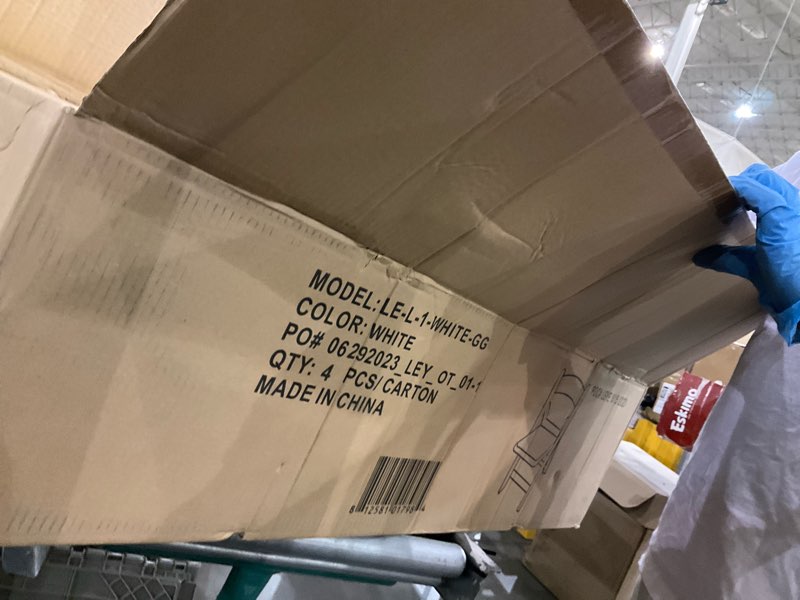 MODEL: LE-L-1-WHITE-GG
COLOR: WHITE
PO# 06292023_LEY_OT_01-1
QTY: 4 PCS/CARTON
MADE IN CHINA
Eskimo